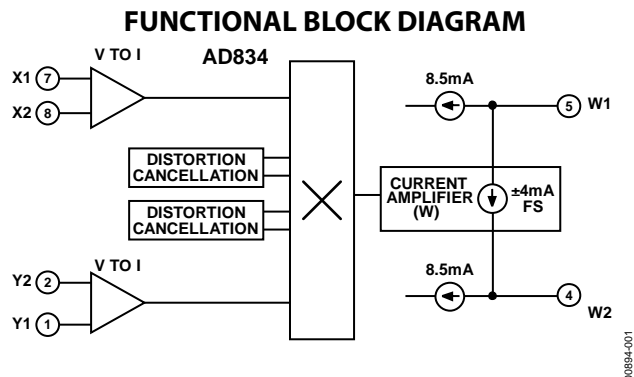 FUNCTIONAL BLOCK DIAGRAM
V TO I
AD834
X1 7
X2 8
8.5mA
5 W1
DISTORTION
CANCELLATION
DISTORTION
CANCELLATION
CURRENT
AMPLIFIER
(W)
±4mA
FS
V TO I
Y2 2
Y1 1
8.5mA
4
W2
00894-001